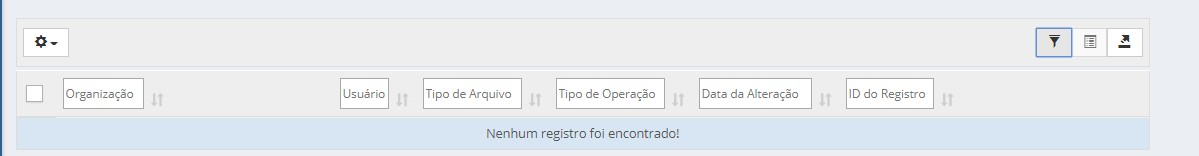 Organização Usuário Tipo de Arquivo Tipo de Operação Data da Alteração ID do Registro
Nenhum registro foi encontrado!